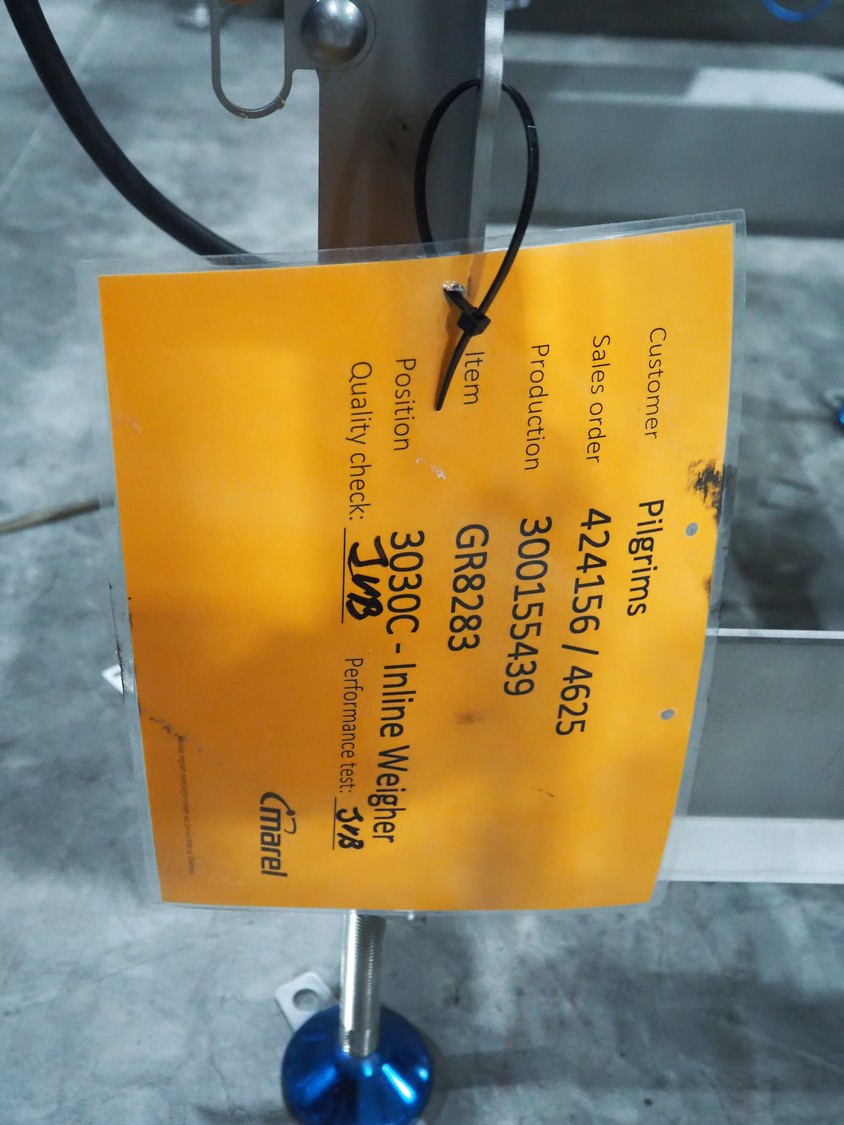 Customer Pilgrims
Sales order 424156 / 4625
Production 300155439
Item GR8283
Position 3030C - Inline Weigher
Quality check: JVB Performance test: JVB
marel